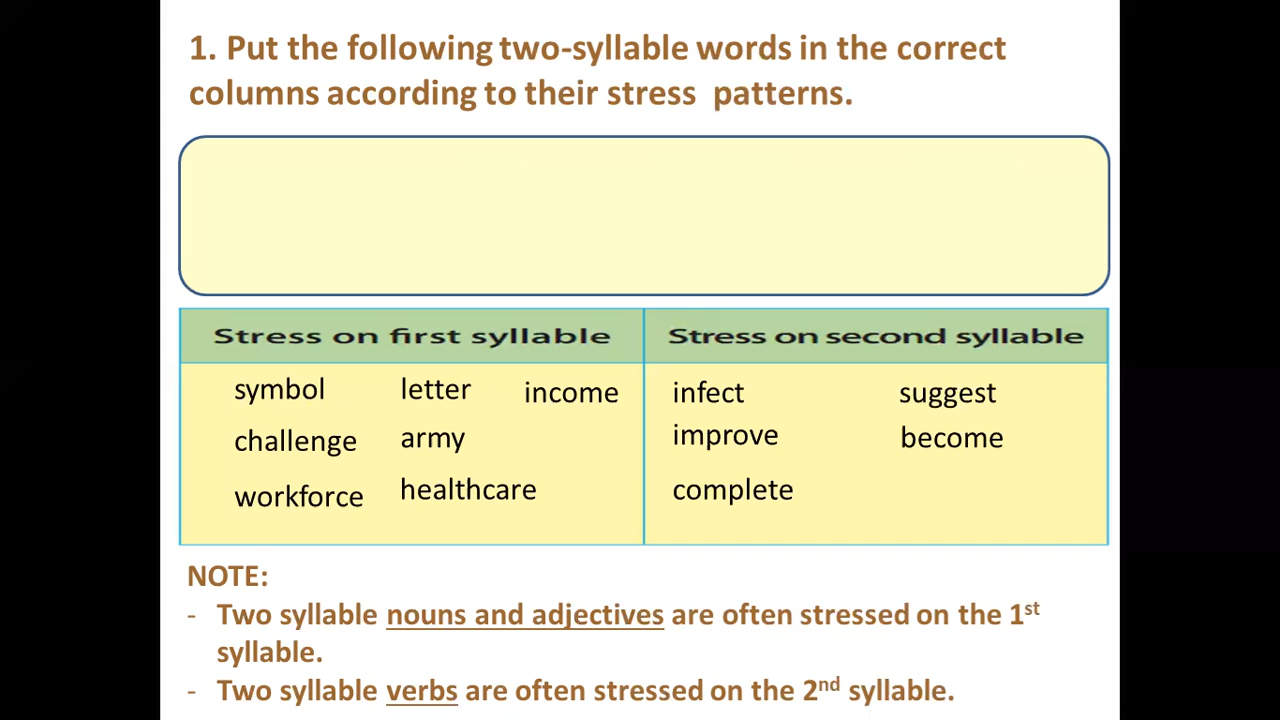 1. Put the following two-syllable words in the correct
columns according to their stress patterns.
Stress on first syllable Stress on second syllable
symbol letter income infect suggest
challenge army improve become
workforce healthcare complete
NOTE:
- Two syllable nouns and adjectives are often stressed on the 1st
syllable.
- Two syllable verbs are often stressed on the 2nd syllable.